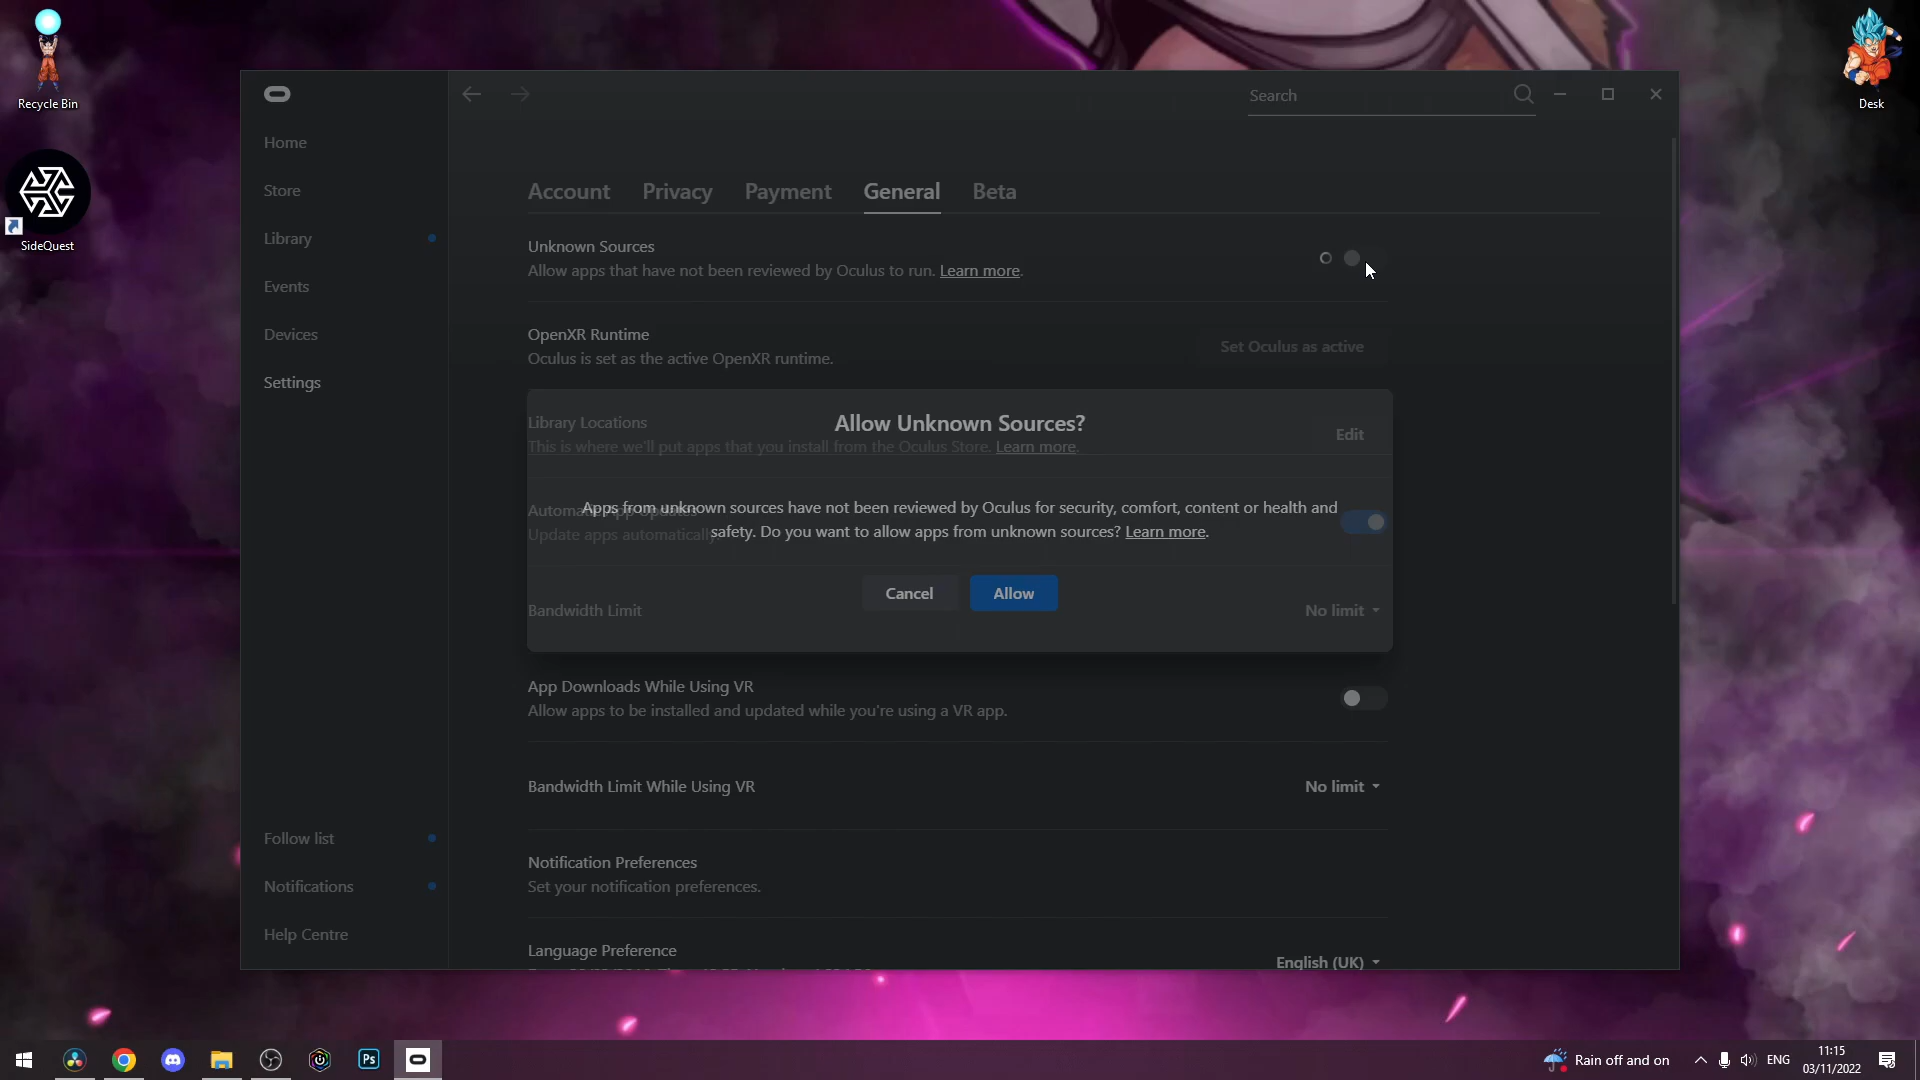 Recycle Bin
SideQuest
Desk
Search
Home
Store
Library
Events
Devices
Settings
Follow list
Notifications
Help Centre
Account Privacy Payment General Beta
Unknown Sources
Allow apps that have not been reviewed by Oculus to run. Learn more.
OpenXR Runtime
Oculus is set as the active OpenXR runtime.
Set Oculus as active
Library Locations
This is where we'll put apps that you install from the Oculus Store. Learn more.
Edit
Allow Unknown Sources?
Apps from unknown sources have not been reviewed by Oculus for security, comfort, content or health and
safety. Do you want to allow apps from unknown sources? Learn more.
Cancel
Allow
Automatic App Updates
Update apps automatically
Bandwidth Limit
No limit
App Downloads While Using VR
Allow apps to be installed and updated while you're using a VR app.
Bandwidth Limit While Using VR
No limit
Notification Preferences
Set your notification preferences.
Language Preference
English (UK)
Ps
Rain off and on
ENG
11:15
03/11/2022